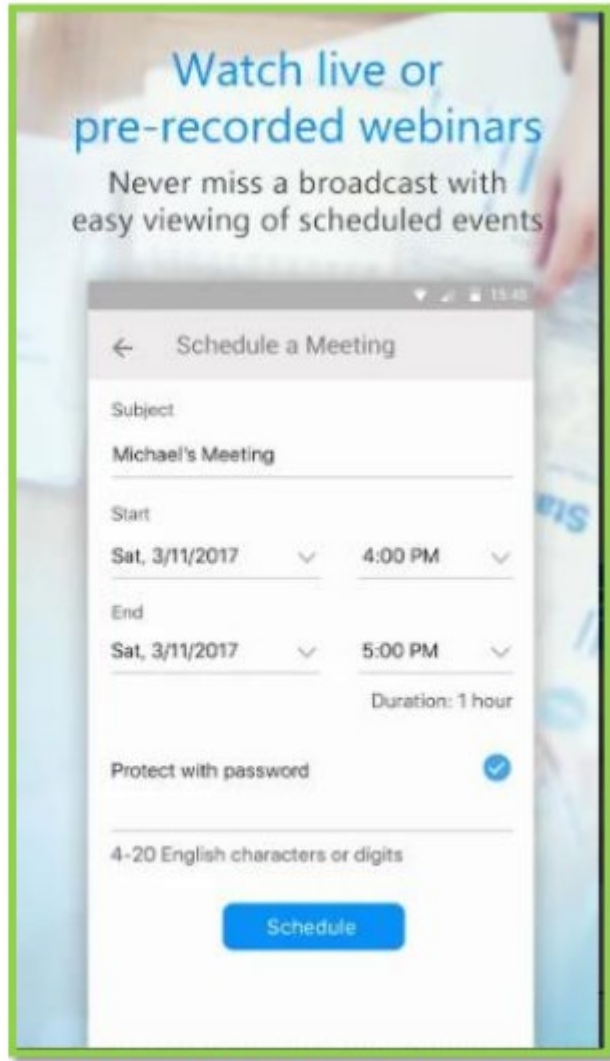 Watch live or
pre-recorded webinars
Never miss a broadcast with
easy viewing of scheduled events
15:45
Schedule a Meeting
Subject
Michael's Meeting
Start
Sat, 3/11/2017 4:00 PM
End
Sat, 3/11/2017 5:00 PM
Duration: 1 hour
Protect with password
4-20 English characters or digits
Schedule